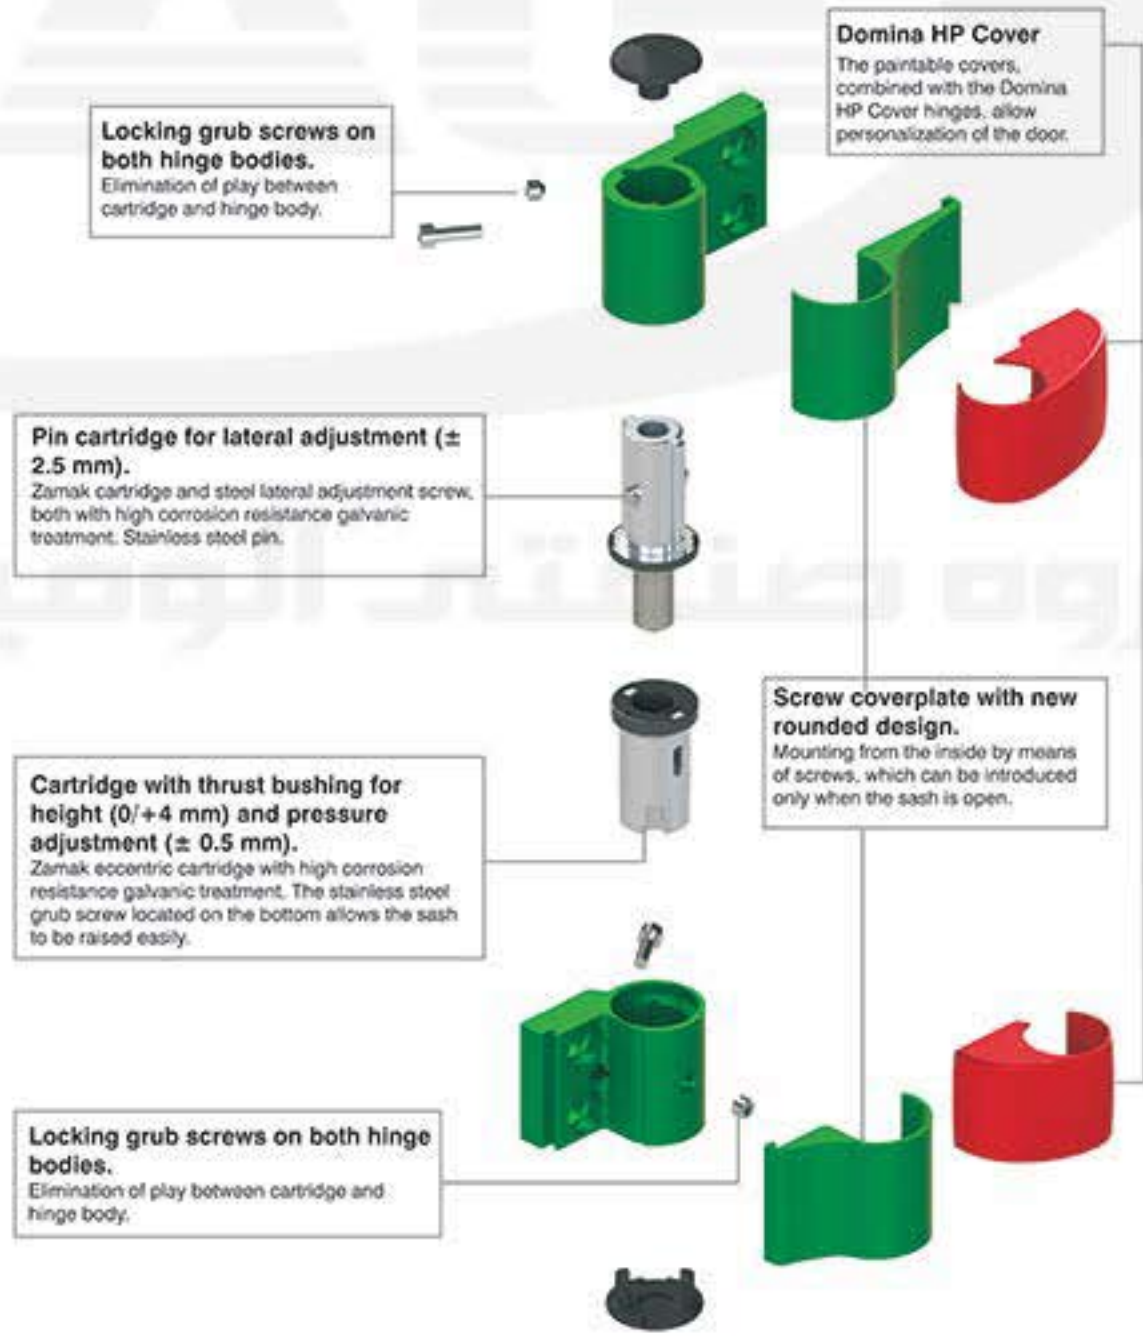 Domina HP Cover
The paintable covers,
combined with the Domina
HP Cover hinges, allow
personalization of the door.
Locking grub screws on
both hinge bodies.
Elimination of play between
cartridge and hinge body.
Pin cartridge for lateral adjustment (±
2.5 mm).
Zamak cartridge and steel lateral adjustment screw,
both with high corrosion resistance galvanic
treatment. Stainless steel pin.
Screw coverplate with new
rounded design.
Mounting from the inside by means
of screws, which can be introduced
only when the sash is open.
Cartridge with thrust bushing for
height (0/+4 mm) and pressure
adjustment (± 0.5 mm).
Zamak eccentric cartridge with high corrosion
resistance galvanic treatment. The stainless steel
grub screw located on the bottom allows the sash
to be raised easily.
Locking grub screws on both hinge
bodies.
Elimination of play between cartridge and
hinge body.